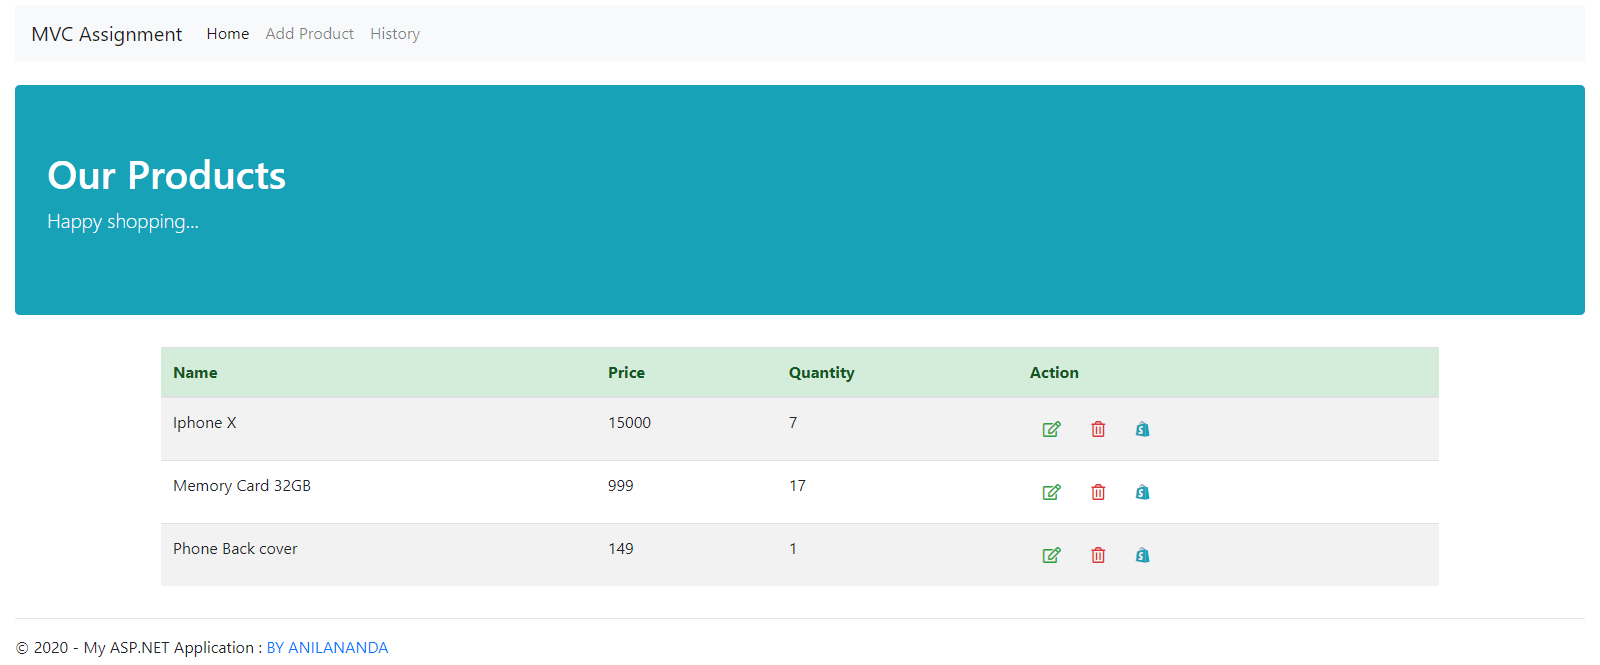 MVC Assignment Home Add Product History
Our Products
Happy shopping...
Name Price Quantity Action
Iphone X 15000 7
Memory Card 32GB 999 17
Phone Back cover 149 1
© 2020 - My ASP.NET Application : BY ANILANANDA